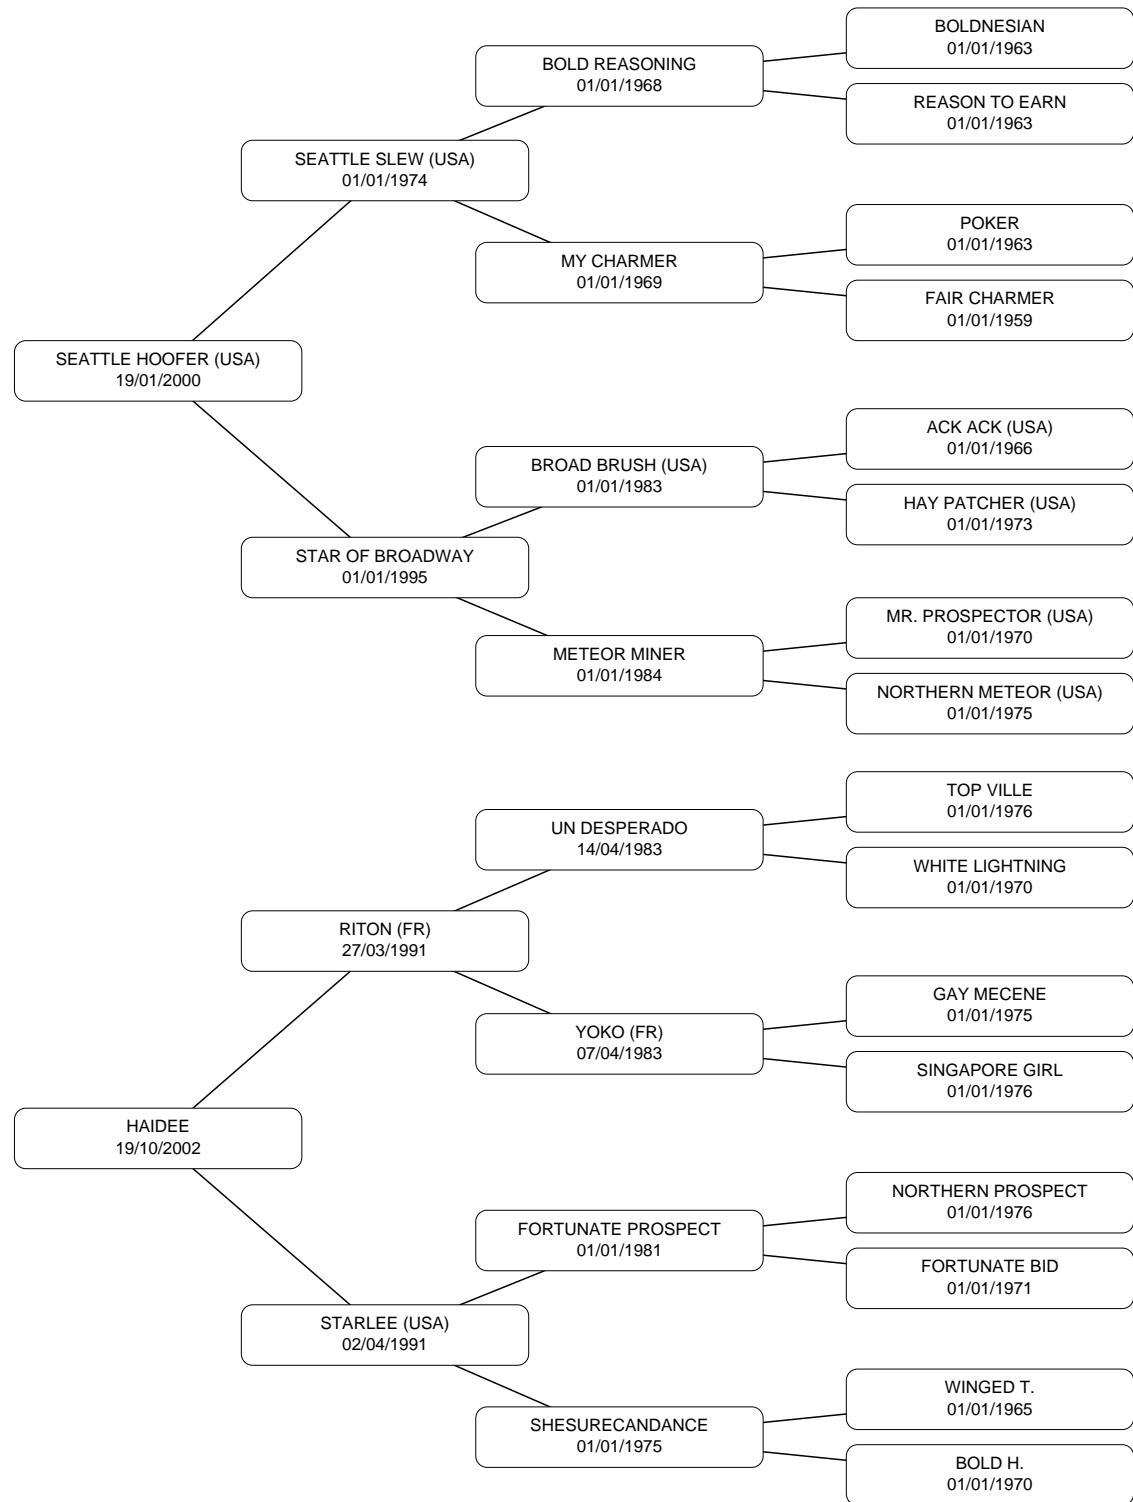 BOLDNESIAN
01/01/1963
BOLD REASONING
01/01/1968
REASON TO EARN
01/01/1963
SEATTLE SLEW (USA)
01/01/1974
POKER
01/01/1963
MY CHARMER
01/01/1969
FAIR CHARMER
01/01/1959
SEATTLE HOOFER (USA)
19/01/2000
ACK ACK (USA)
01/01/1966
BROAD BRUSH (USA)
01/01/1983
HAY PATCHER (USA)
01/01/1973
STAR OF BROADWAY
01/01/1995
MR. PROSPECTOR (USA)
01/01/1970
METEOR MINER
01/01/1984
NORTHERN METEOR (USA)
01/01/1975
TOP VILLE
01/01/1976
UN DESPERADO
14/04/1983
WHITE LIGHTNING
01/01/1970
RITON (FR)
27/03/1991
GAY MECENE
01/01/1975
YOKO (FR)
07/04/1983
SINGAPORE GIRL
01/01/1976
HAIDEE
19/10/2002
NORTHERN PROSPECT
01/01/1976
FORTUNATE PROSPECT
01/01/1981
FORTUNATE BID
01/01/1971
STARLEE (USA)
02/04/1991
WINGED T.
01/01/1965
SHESURECANDANCE
01/01/1975
BOLD H.
01/01/1970